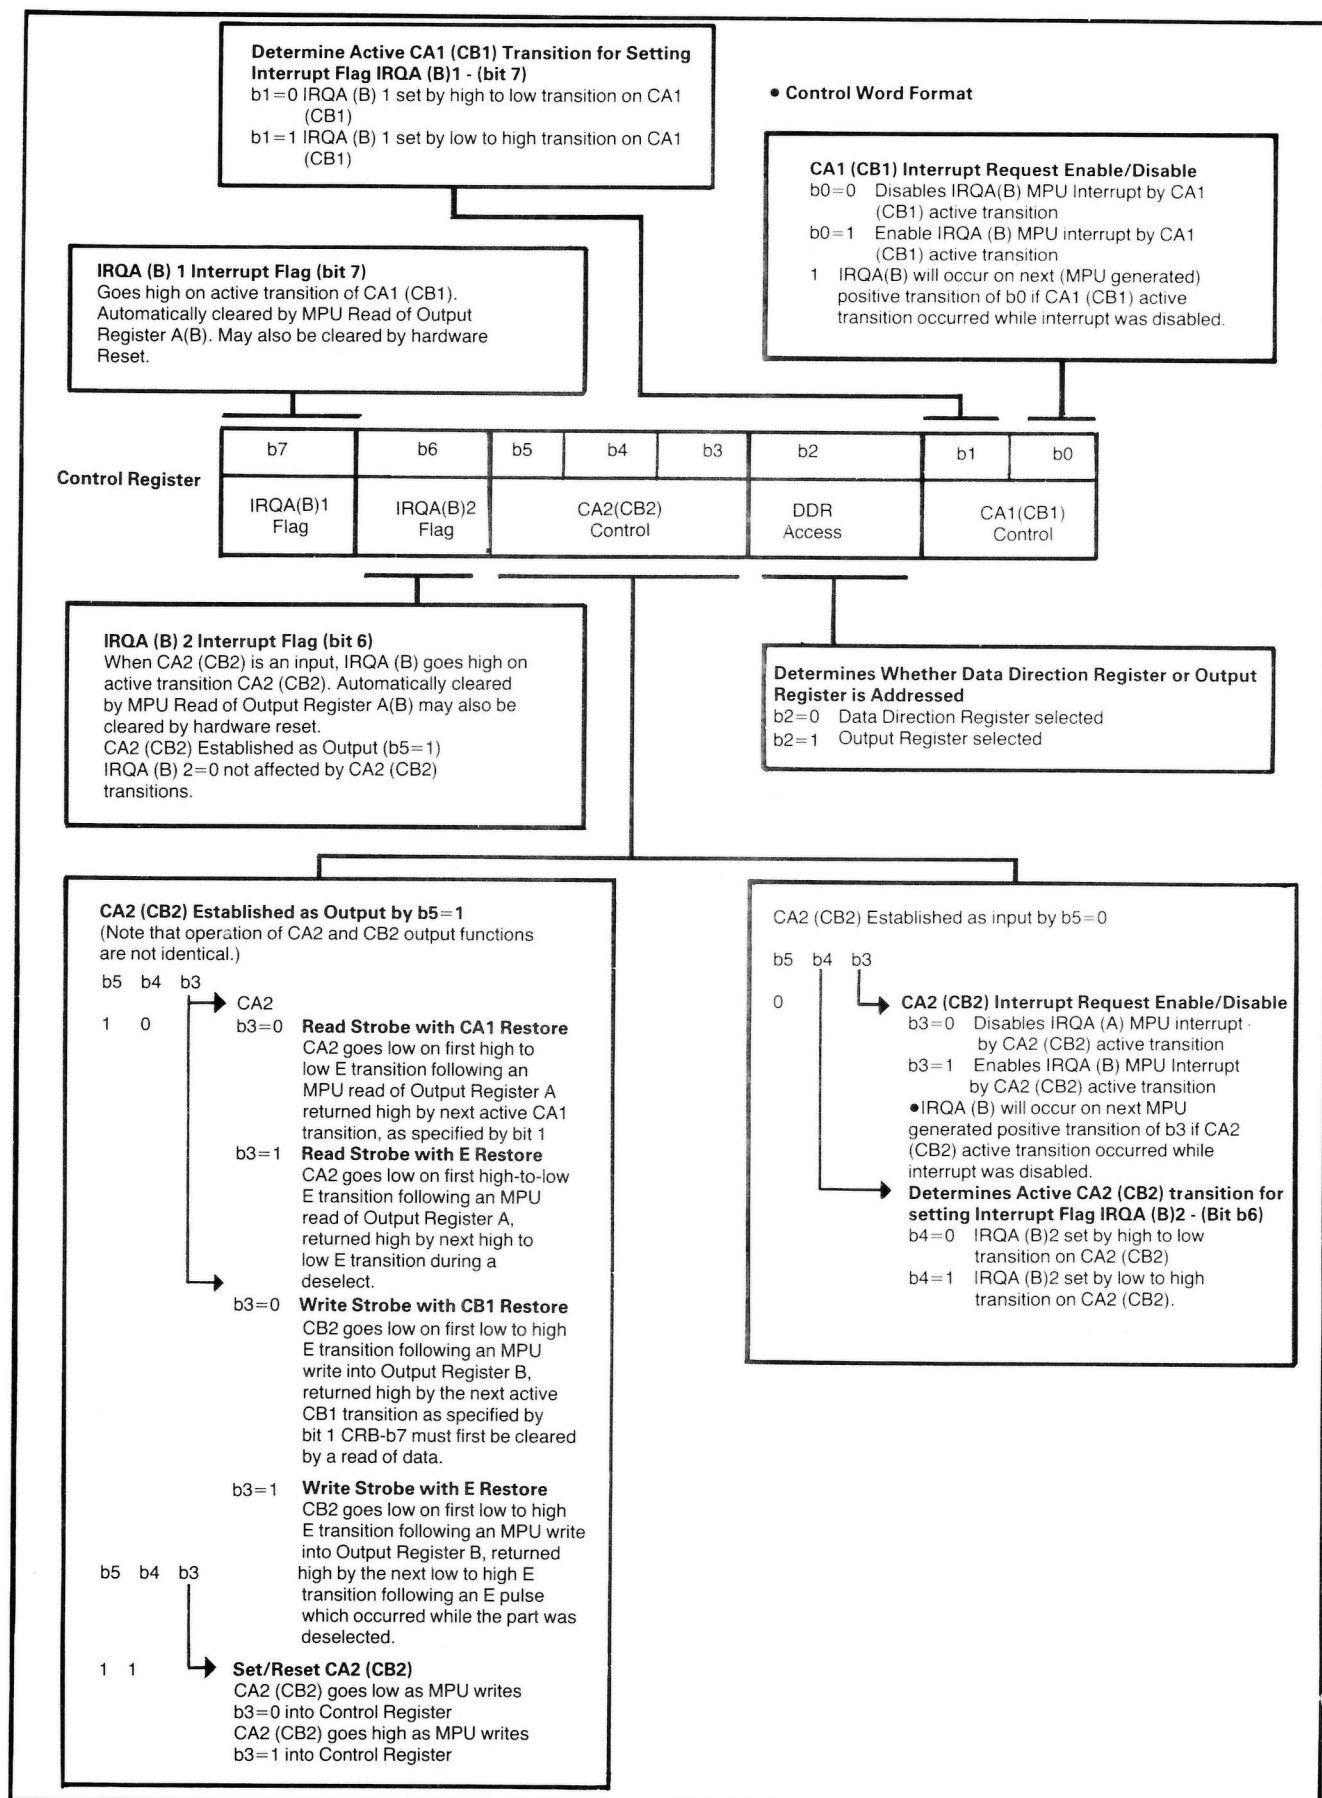 Determine Active CA1 (CB1) Transition for Setting
Interrupt Flag IRQA (B)1 - (bit 7)
b1=0 IRQA (B) 1 set by high to low transition on CA1
(CB1)
b1=1 IRQA (B) 1 set by low to high transition on CA1
(CB1)
● Control Word Format
CA1 (CB1) Interrupt Request Enable/Disable
b0=0 Disables IRQA(B) MPU Interrupt by CA1
(CB1) active transition
b0=1 Enable IRQA (B) MPU interrupt by CA1
(CB1) active transition
1 IRQA(B) will occur on next (MPU generated)
positive transition of b0 if CA1 (CB1) active
transition occurred while interrupt was disabled.
IRQA (B) 1 Interrupt Flag (bit 7)
Goes high on active transition of CA1 (CB1).
Automatically cleared by MPU Read of Output
Register A(B). May also be cleared by hardware
Reset.
Control Register
b7 b6 b5 b4 b3 b2 b1 b0
IRQA(B)1 IRQA(B)2 CA2(CB2) DDR CA1(CB1)
Flag Flag Control Access Control
IRQA (B) 2 Interrupt Flag (bit 6)
When CA2 (CB2) is an input, IRQA (B) goes high on
active transition CA2 (CB2). Automatically cleared
by MPU Read of Output Register A(B) may also be
cleared by hardware reset.
CA2 (CB2) Established as Output (b5=1)
IRQA (B) 2=0 not affected by CA2 (CB2)
transitions.
Determines Whether Data Direction Register or Output
Register is Addressed
b2=0 Data Direction Register selected
b2=1 Output Register selected
CA2 (CB2) Established as Output by b5=1
(Note that operation of CA2 and CB2 output functions
are not identical.)
b5 b4 b3
CA2
1 0 b3=0 Read Strobe with CA1 Restore
CA2 goes low on first high to
low E transition following an
MPU read of Output Register A
returned high by next active CA1
transition, as specified by bit 1
b3=1 Read Strobe with E Restore
CA2 goes low on first high-to-low
E transition following an MPU
read of Output Register A,
returned high by next high to
low E transition during a
deselect.
b3=0 Write Strobe with CB1 Restore
CB2 goes low on first low to high
E transition following an MPU
write into Output Register B,
returned high by the next active
CB1 transition as specified by
bit 1 CRB-b7 must first be cleared
by a read of data.
b3=1 Write Strobe with E Restore
CB2 goes low on first low to high
E transition following an MPU write
into Output Register B, returned
high by the next low to high E
transition following an E pulse
which occurred while the part was
deselected.
b5 b4 b3
1 1 Set/Reset CA2 (CB2)
CA2 (CB2) goes low as MPU writes
b3=0 into Control Register
CA2 (CB2) goes high as MPU writes
b3=1 into Control Register
CA2 (CB2) Established as input by b5=0
b5 b4 b3
0 CA2 (CB2) Interrupt Request Enable/Disable
b3=0 Disables IRQA (A) MPU interrupt
by CA2 (CB2) active transition
b3=1 Enables IRQA (B) MPU Interrupt
by CA2 (CB2) active transition
●IRQA (B) will occur on next MPU
generated positive transition of b3 if CA2
(CB2) active transition occurred while
interrupt was disabled.
Determines Active CA2 (CB2) transition for
setting Interrupt Flag IRQA (B)2 - (Bit b6)
b4=0 IRQA (B)2 set by high to low
transition on CA2 (CB2)
b4=1 IRQA (B)2 set by low to high
transition on CA2 (CB2).